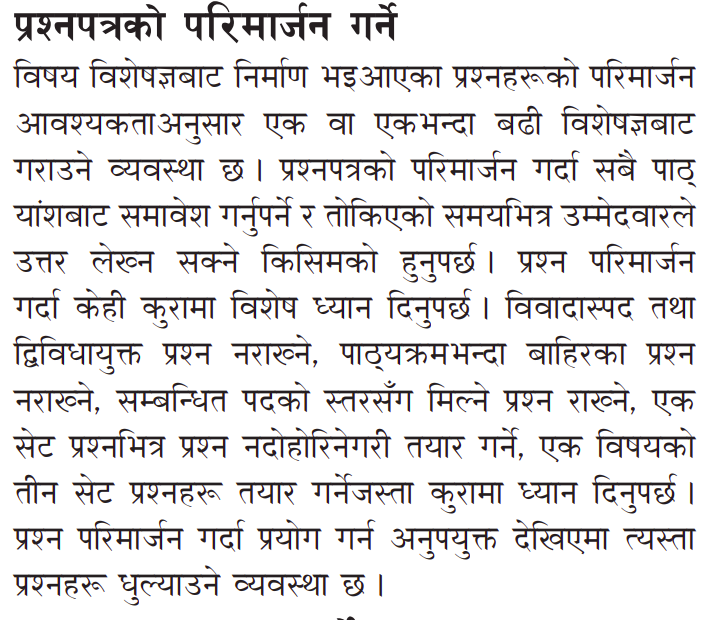 प्रश्नपत्रको परिमार्जन गर्ने
विषय विशेषज्ञबाट निर्माण भइआएका प्रश्नहरूको परिमार्जन
आवश्यकताअनुसार एक वा एकभन्दा बढी विशेषज्ञबाट
गराउने व्यवस्था छ । प्रश्नपत्रको परिमार्जन गर्दा सबै पाठ्
यांशबाट समावेश गर्नुपर्ने र तोकिएको समयभित्र उम्मेदवारले
उत्तर लेख्न सक्ने किसिमको हुनुपर्छ । प्रश्न परिमार्जन
गर्दा केही कुरामा विशेष ध्यान दिनुपर्छ । विवादास्पद तथा
द्विविधायुक्त प्रश्न नराख्ने, पाठ्यक्रमभन्दा बाहिरका प्रश्न
नराख्ने, सम्बन्धित पदको स्तरसँग मिल्ने प्रश्न राख्ने, एक
सेट प्रश्नभित्र प्रश्न नदोहोरिनेगरी तयार गर्ने, एक विषयको
तीन सेट प्रश्नहरू तयार गर्नेजस्ता कुरामा ध्यान दिनुपर्छ ।
प्रश्न परिमार्जन गर्दा प्रयोग गर्न अनुपयुक्त देखिएमा त्यस्ता
प्रश्नहरू धुल्याउने व्यवस्था छ ।